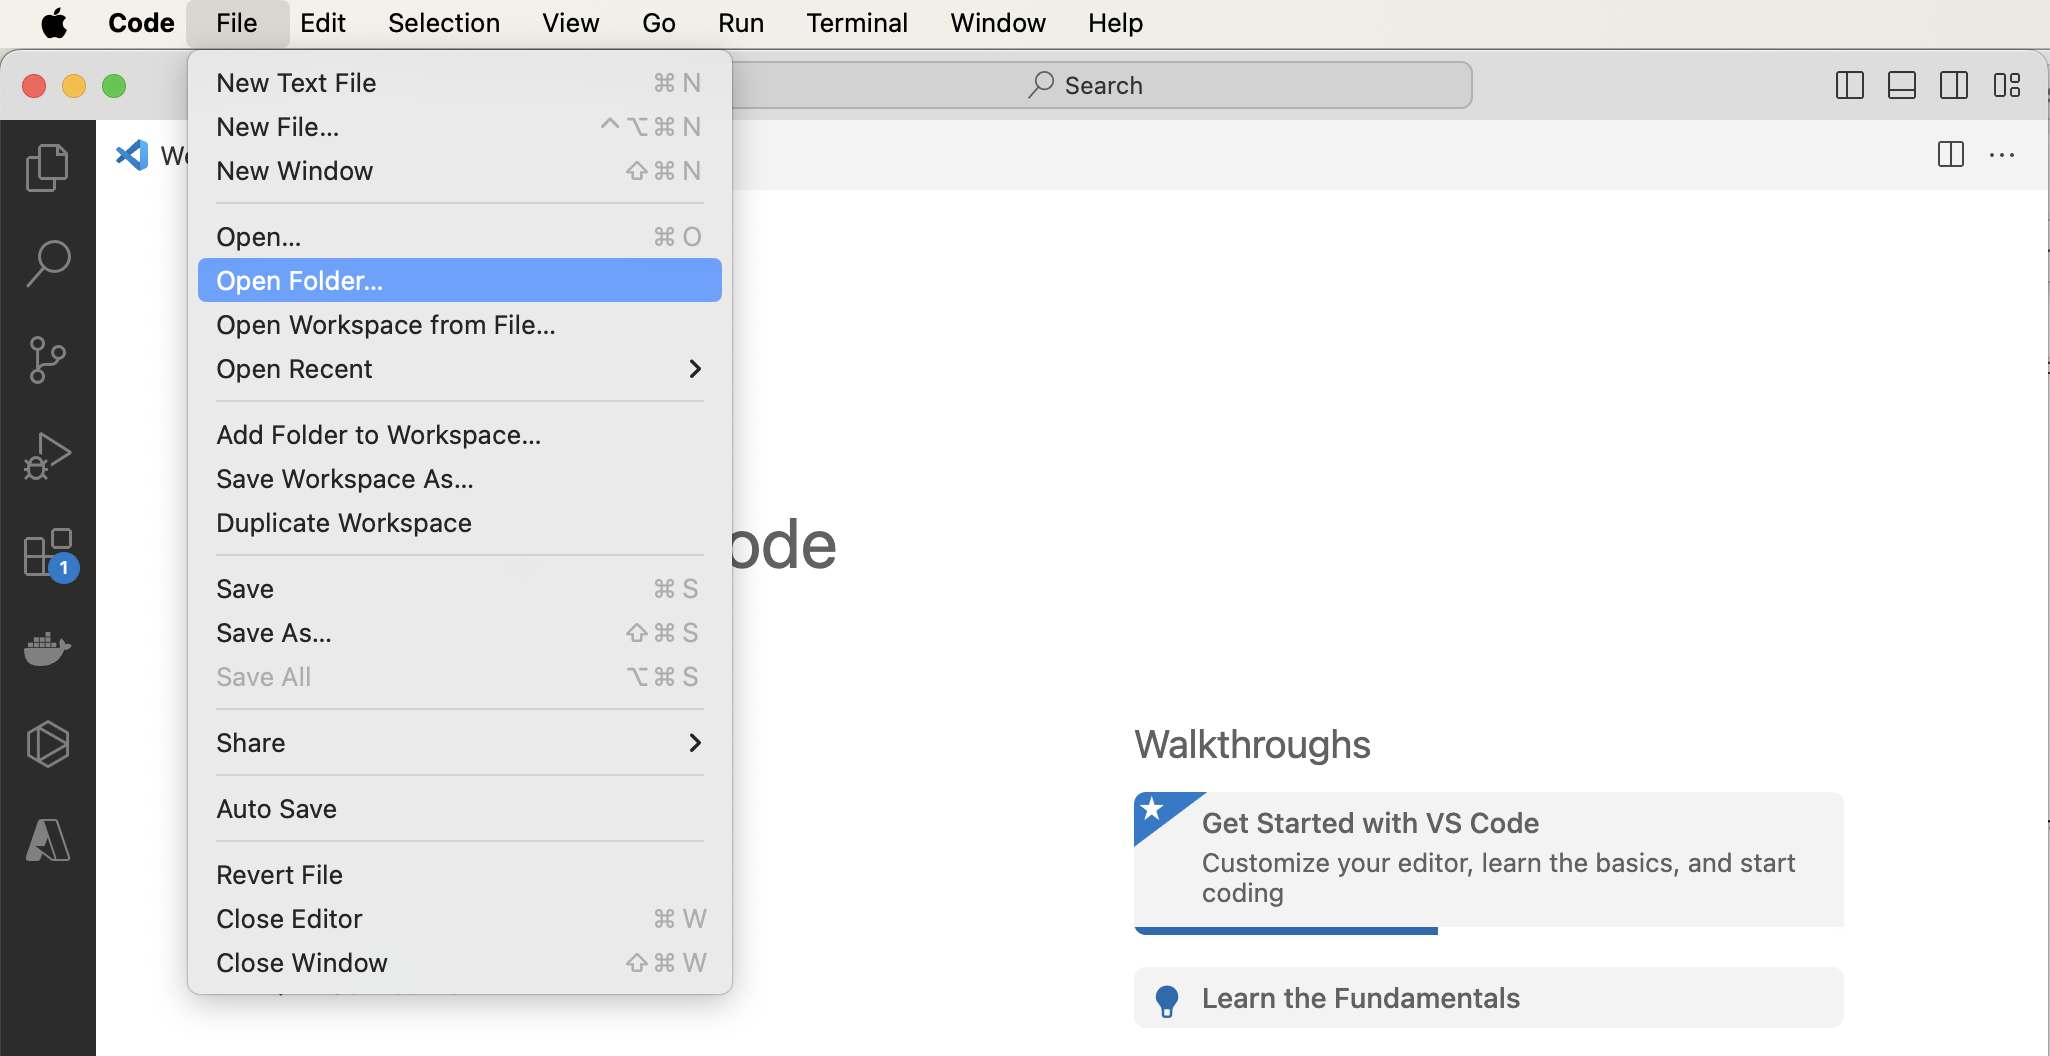 Code File Edit Selection View Go Run Terminal Window Help
Search
New Text File ⌘ N
New File... ^⌥⌘ N
New Window ⇧⌘ N
Open... ⌘ O
Open Folder...
Open Workspace from File...
Open Recent
Add Folder to Workspace...
Save Workspace As...
Duplicate Workspace
Save ⌘ S
Save As... ⇧⌘ S
Save All ⌥⌘ S
Share
Auto Save
Revert File
Close Editor ⌘ W
Close Window ⇧⌘ W
1
ode
Walkthroughs
Get Started with VS Code
Customize your editor, learn the basics, and start
coding
Learn the Fundamentals